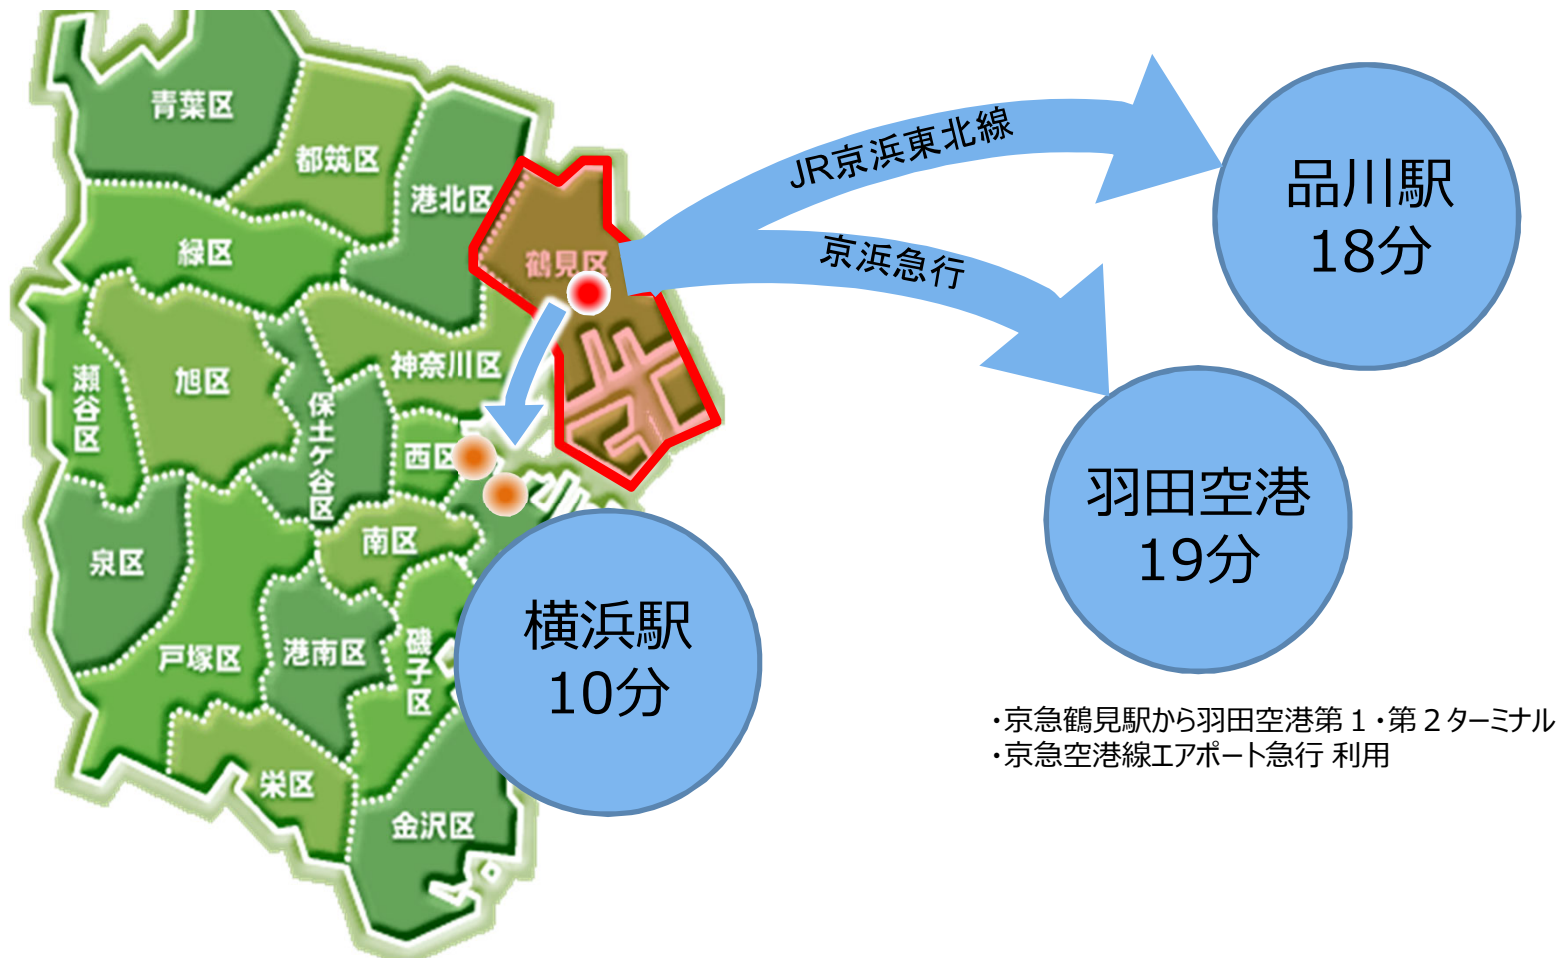 青葉区
都筑区
港北区
鶴見区
緑区
神奈川区
瀬谷区
旭区
保土ケ谷区
西区
南区
泉区
戸塚区
港南区
磯子区
栄区
金沢区
JR京浜東北線
京浜急行
品川駅
18分
羽田空港
19分
横浜駅
10分
・京急鶴見駅から羽田空港第１・第２ターミナル
・京急空港線エアポート急行 利用